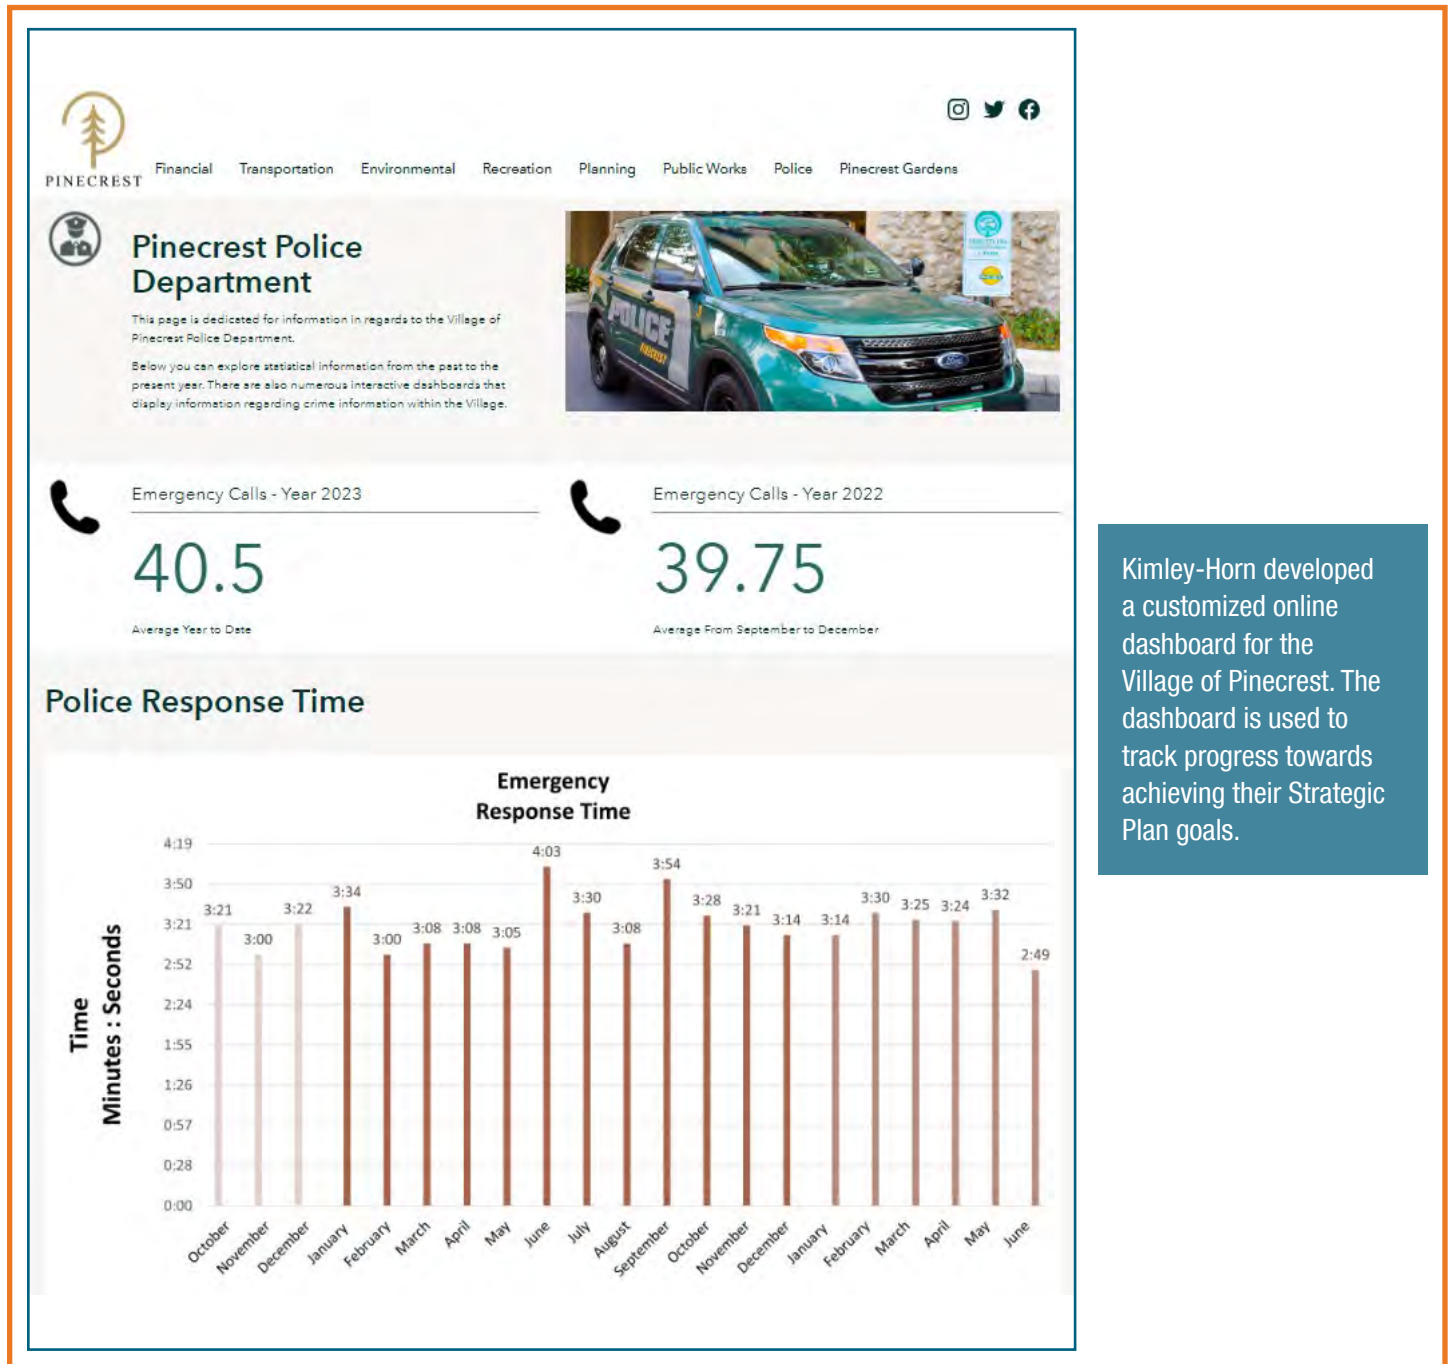 PINECREST
Financial Transportation Environmental Recreation Planning Public Works Police Pinecrest Gardens
Pinecrest Police
Department
This page is dedicated for information in regards to the Village of
Pinecrest Police Department.
Below you can explore statistical information from the past to the
present year. There are also numerous interactive dashboards that
display information regarding crime information within the Village.
POLICE
PINECREST
Ford
Emergency Calls - Year 2023
40.5
Average Year to Date
Emergency Calls - Year 2022
39.75
Average From September to December
Kimley-Horn developed
a customized online
dashboard for the
Village of Pinecrest. The
dashboard is used to
track progress towards
achieving their Strategic
Plan goals.
Police Response Time
Emergency
Response Time
Time
Minutes : Seconds
4:19
3:50
3:21
2:52
2:24
1:55
1:26
0:57
0:28
0:00
3:21 3:00 3:22 3:34 3:00 3:08 3:08 3:05 4:03 3:30 3:08 3:54 3:28 3:21 3:14 3:14 3:30 3:25 3:24 3:32 2:49
October November December January February March April May June July August September October November December January February March April May June